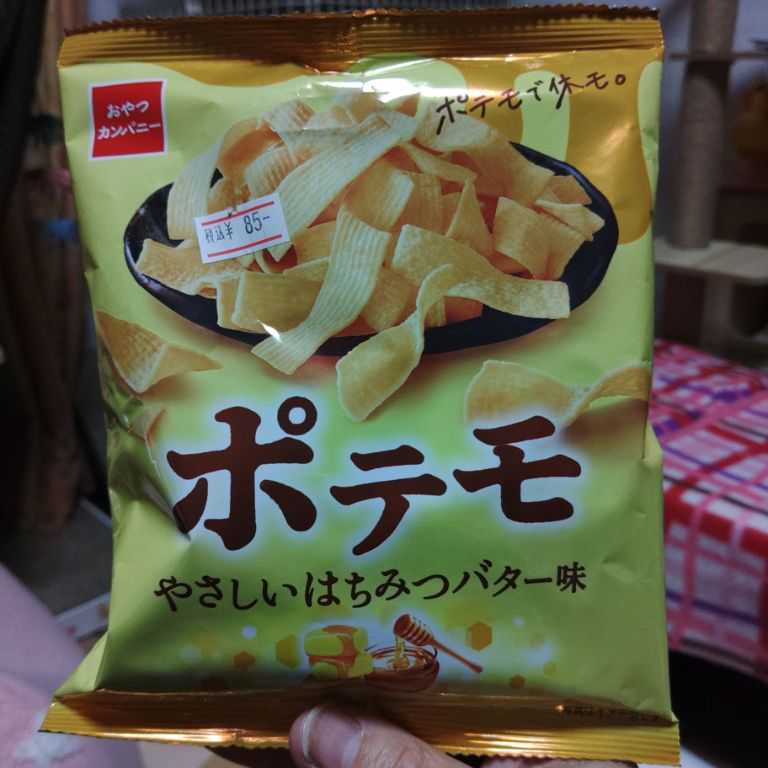 おやつ
カンパニー
ポテモで休モ。
税込¥ 85-
ポテモ
やさしいはちみつバター味